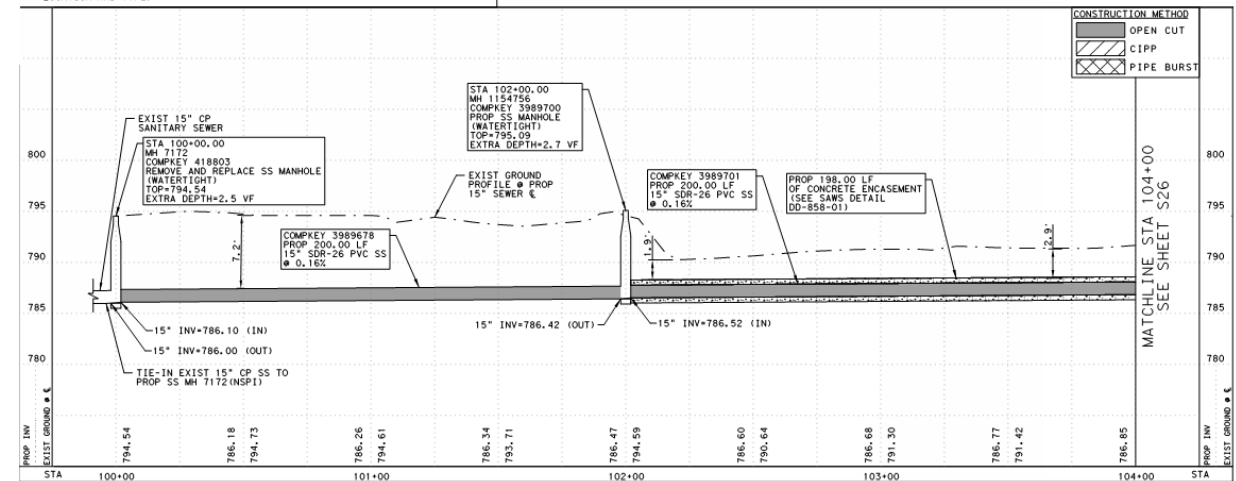 CONSTRUCTION METHOD
OPEN CUT
CIPP
PIPE BURST
EXIST 15" CP
SANITARY SEWER
STA 100+00.00
MH 7172
COMPKEY 418803
REMOVE AND REPLACE SS MANHOLE
(WATERTIGHT)
TOP=794.54
EXTRA DEPTH=2.5 VF
STA 102+00.00
MH 1154756
COMPKEY 3989700
PROP SS MANHOLE
(WATERTIGHT)
TOP=795.09
EXTRA DEPTH=2.7 VF
EXIST GROUND
PROFILE @ PROP
15" SEWER ℄
COMPKEY 3989701
PROP 200.00 LF
15" SDR-26 PVC SS
@ 0.16%
PROP 198.00 LF
OF CONCRETE ENCASEMENT
(SEE SAWS DETAIL
DD-858-01)
COMPKEY 3989678
PROP 200.00 LF
15" SDR-26 PVC SS
@ 0.16%
7.2'
1.9'
2.9'
800
795
790
785
780
800
795
790
785
780
MATCHLINE STA 104+00
SEE SHEET S26
15" INV=786.10 (IN)
15" INV=786.00 (OUT)
TIE-IN EXIST 15" CP SS TO
PROP SS MH 7172(NSPI)
15" INV=786.42 (OUT)
15" INV=786.52 (IN)
PROP INV
EXIST GROUND @ ℄
794.54
786.18
794.73
786.26
794.61
786.34
793.71
786.47
794.59
786.60
790.64
786.68
791.30
786.77
791.42
786.85
PROP INV
EXIST GROUND @ ℄
STA
100+00
101+00
102+00
103+00
104+00
STA